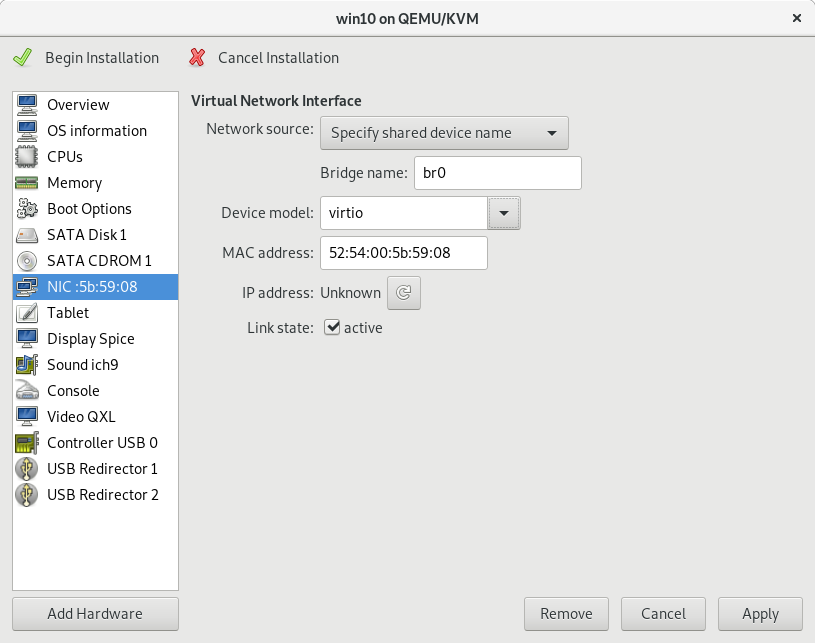 win10 on QEMU/KVM
Begin Installation
Cancel Installation
Overview
OS information
CPUs
Memory
Boot Options
SATA Disk 1
SATA CDROM 1
NIC :5b:59:08
Tablet
Display Spice
Sound ich9
Console
Video QXL
Controller USB 0
USB Redirector 1
USB Redirector 2
Add Hardware
Virtual Network Interface
Network source: Specify shared device name
Bridge name: br0
Device model: virtio
MAC address: 52:54:00:5b:59:08
IP address: Unknown
Link state: active
Remove
Cancel
Apply